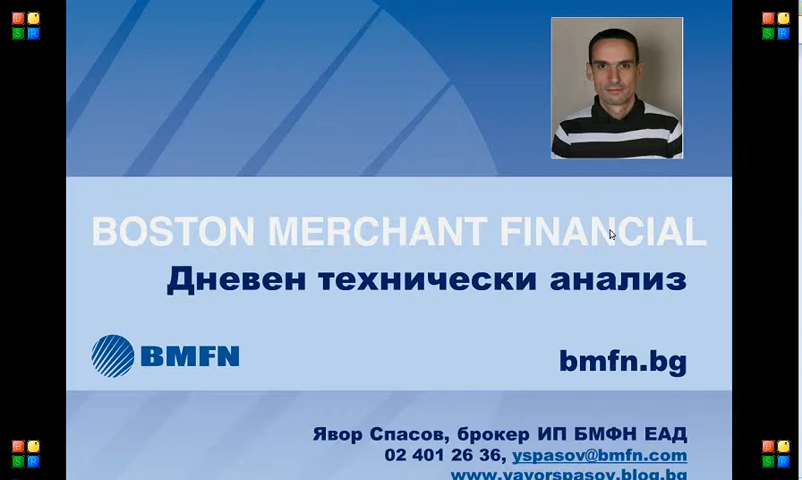 BOSTON MERCHANT FINANCIAL
Дневен технически анализ
BMFN
bmfn.bg
Явор Спасов, брокер ИП БМФН ЕАД
02 401 26 36, yspasov@bmfn.com
www.yavorspasov.blog.bg
B
S R
B
S R
B
S R
B
S R